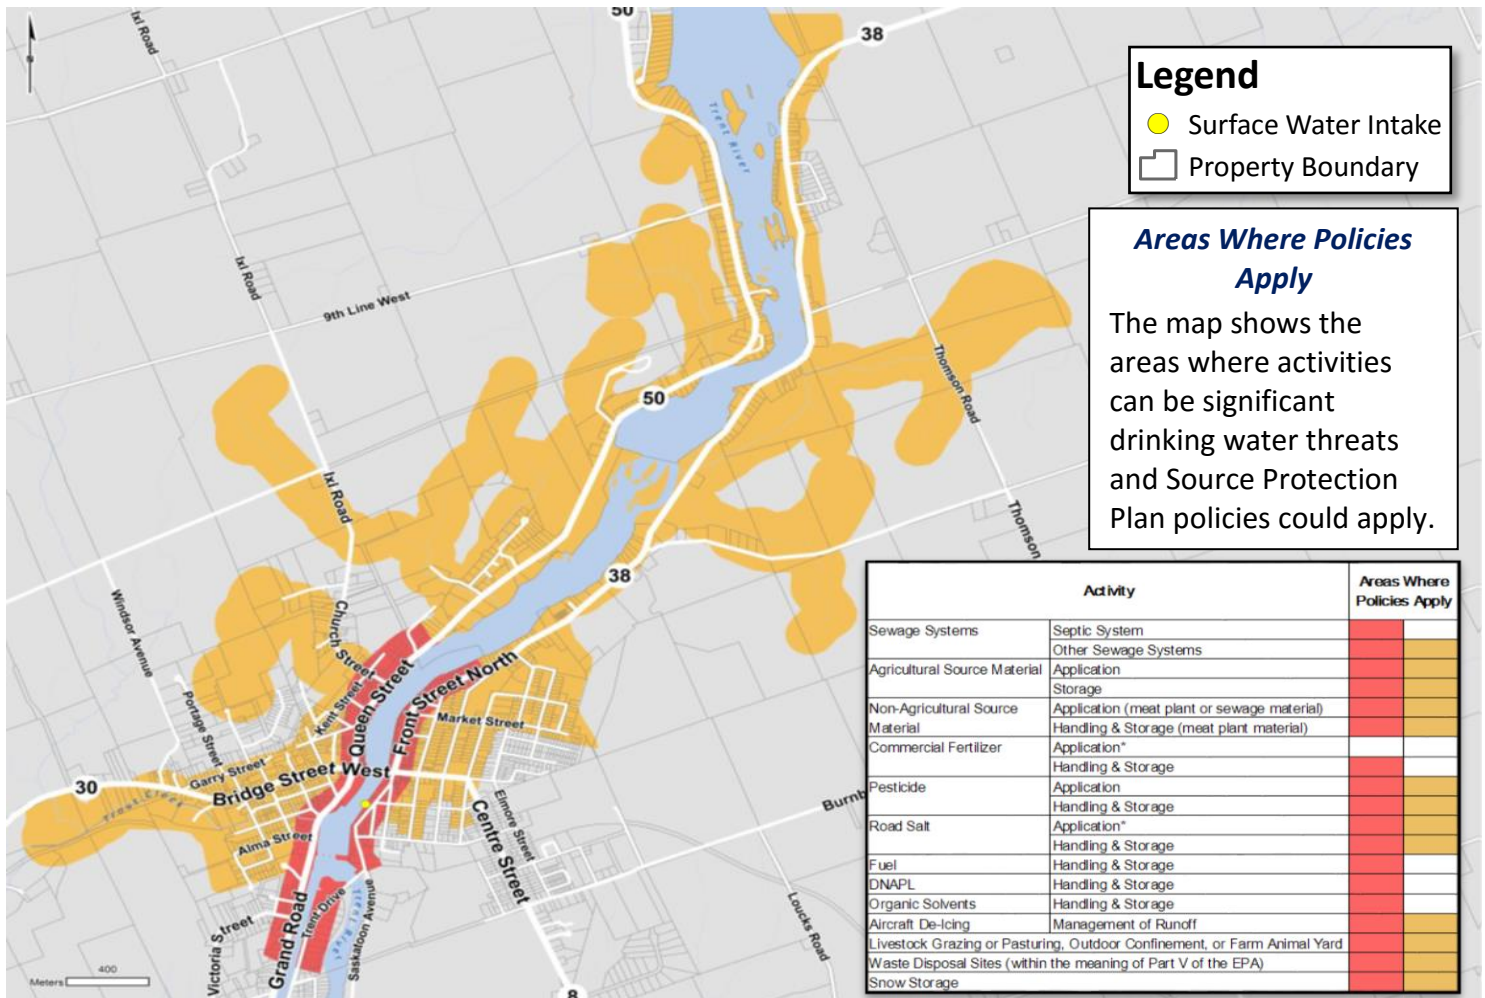 50
38
Ixl Road
N
Trent River
Legend
Surface Water Intake
Property Boundary
Areas Where Policies
Apply
The map shows the
areas where activities
can be significant
drinking water threats
and Source Protection
Plan policies could apply.
Ixl Road
9th Line West
Thomson Road
50
Ixl Road
Thomson
38
Windsor Avenue
Church Street
Portage Street
Kent Street
Queen Street
Front Street North
Market Street
Garry Street
Bridge Street West
30
Trout Creek
Alma Street
Elmore Street
Centre Street
Burnb
Loucks Road
Victoria Street
Grand Road
Trent Drive
Trent River
Saskatoon Avenue
8
400
Meters
Activity
Areas Where
Policies Apply
Sewage Systems Septic System
Other Sewage Systems
Agricultural Source Material Application
Storage
Non-Agricultural Source Application (meat plant or sewage material)
Material Handling & Storage (meat plant material)
Commercial Fertilizer Application*
Handling & Storage
Pesticide Application
Handling & Storage
Road Salt Application*
Handling & Storage
Fuel Handling & Storage
DNAPL Handling & Storage
Organic Solvents Handling & Storage
Aircraft De-Icing Management of Runoff
Livestock Grazing or Pasturing, Outdoor Confinement, or Farm Animal Yard
Waste Disposal Sites (within the meaning of Part V of the EPA)
Snow Storage